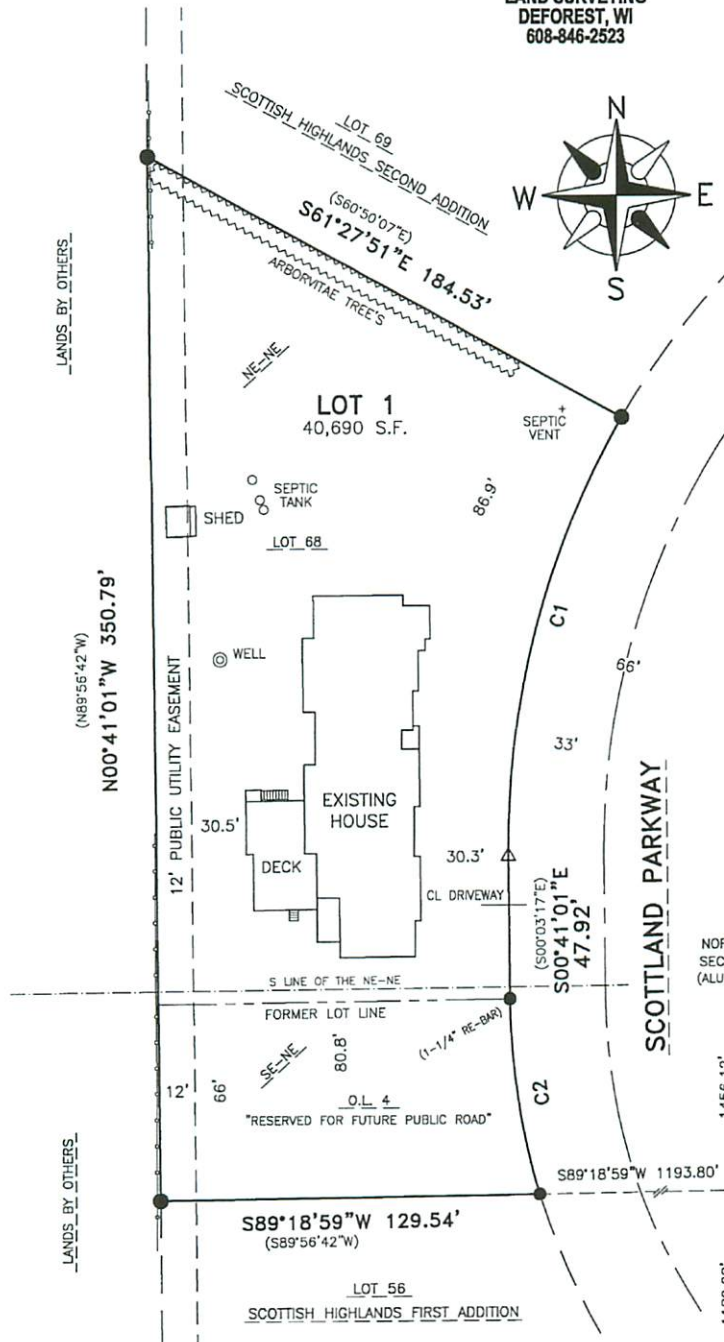 LAND SURVEYING
DEFOREST, WI
608-846-2523
N
W E
S
LOT 69
SCOTTISH HIGHLANDS SECOND ADDITION
(S60°50'07"E)
S61°27'51"E 184.53'
ARBORVITAE TREE'S
LANDS BY OTHERS
NE-NE
LOT 1
40,690 S.F.
SEPTIC
VENT
+
86.9'
SEPTIC
TANK
SHED
LOT 68
C1
66'
33'
(N89°56'42"W)
N00°41'01"W 350.79'
12' PUBLIC UTILITY EASEMENT
WELL
EXISTING
HOUSE
30.5'
DECK
30.3'
CL DRIVEWAY
(S00°03'17"E)
S00°41'01"E
47.92'
SCOTTLAND PARKWAY
S LINE OF THE NE-NE
FORMER LOT LINE
(1-1/4" RE-BAR)
SE-NE
80.8'
12'
66'
O.L. 4
"RESERVED FOR FUTURE PUBLIC ROAD"
C2
S89°18'59"W 1193.80'
LANDS BY OTHERS
S89°18'59"W 129.54'
(S89°56'42"W)
LOT 56
SCOTTISH HIGHLANDS FIRST ADDITION